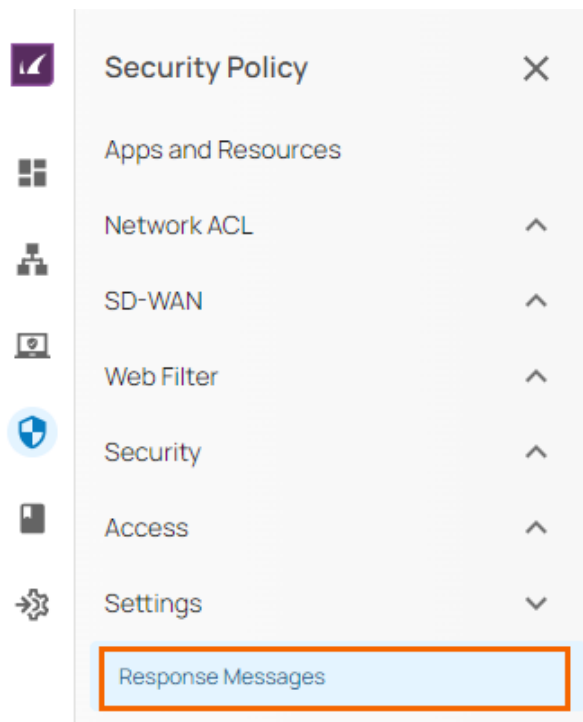 Security Policy
Apps and Resources
Network ACL
SD-WAN
Web Filter
Security
Access
Settings
Response Messages